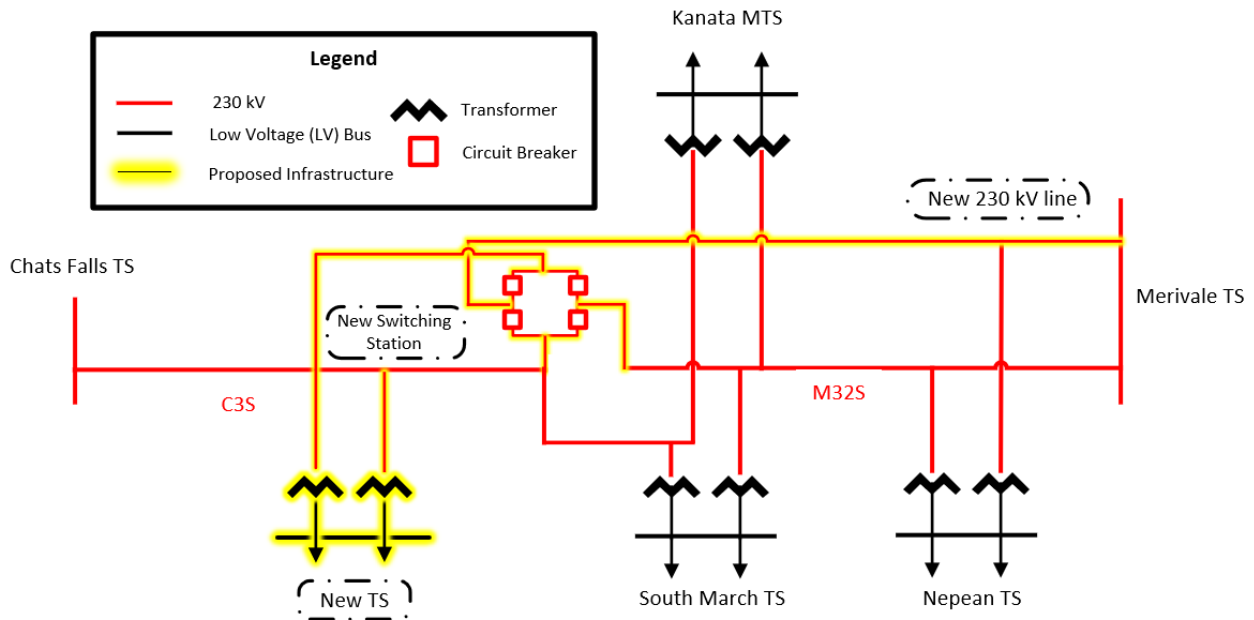 Kanata MTS
Legend
230 kV
Low Voltage (LV) Bus
Proposed Infrastructure
Transformer
Circuit Breaker
New 230 kV line
Chats Falls TS
Merivale TS
New Switching
Station
C3S
M32S
New TS
South March TS
Nepean TS